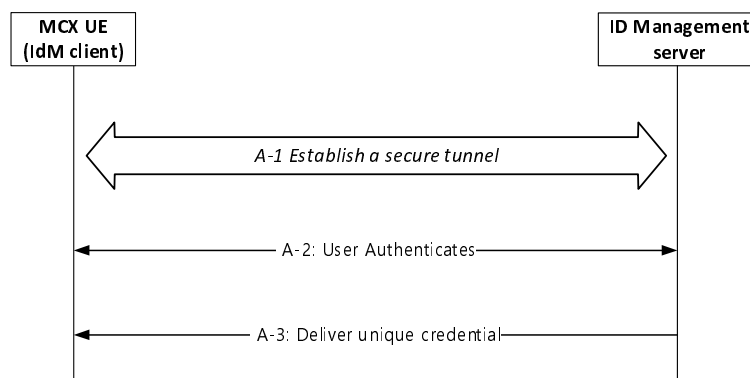 MCX UE
(IdM client)
ID Management
server
A-1 Establish a secure tunnel
A-2: User Authenticates
A-3: Deliver unique credential